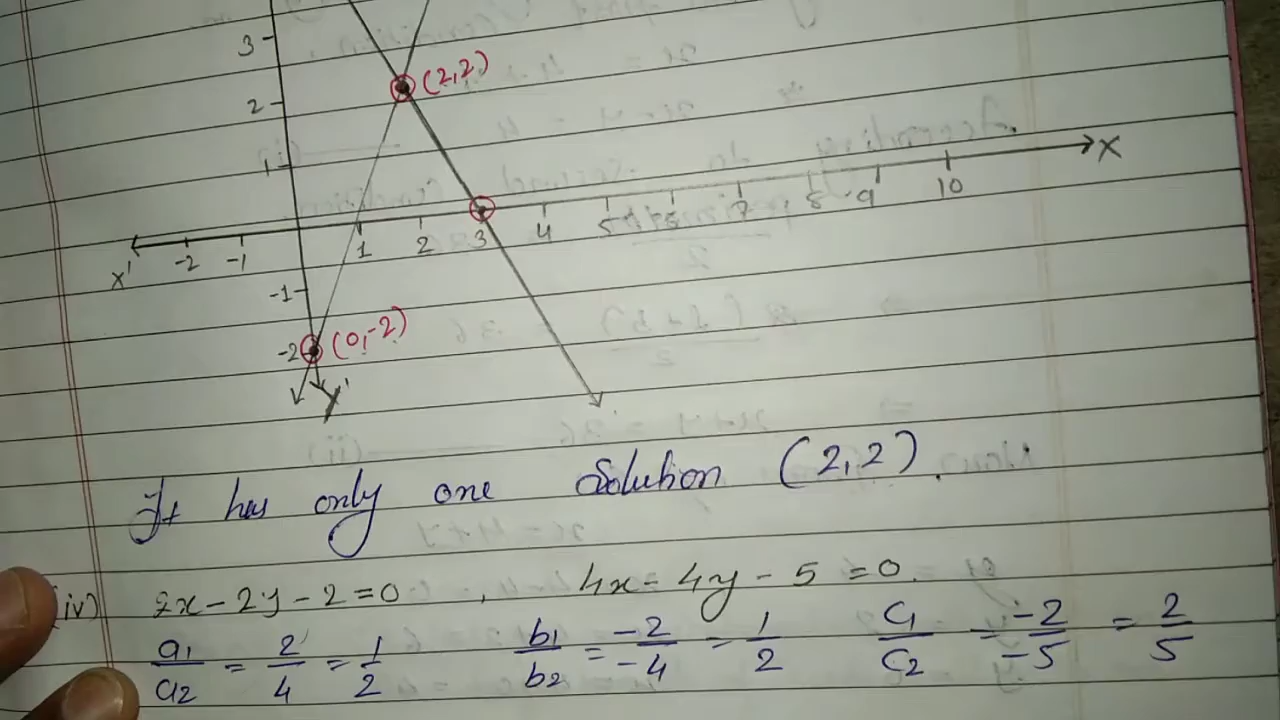 3
(2,2)
2
1
X
X' -2 -1 1 2 3 4 5 6 7 8 9 10
-1
-2 (0,-2)
Y'
It has only one Solution (2,2).
(iv) 2x-2y-2=0 , 4x-4y-5=0.
a1/a2 = 2/4 = 1/2 b1/b2 = -2/-4 = 1/2 c1/c2 = -2/-5 = 2/5